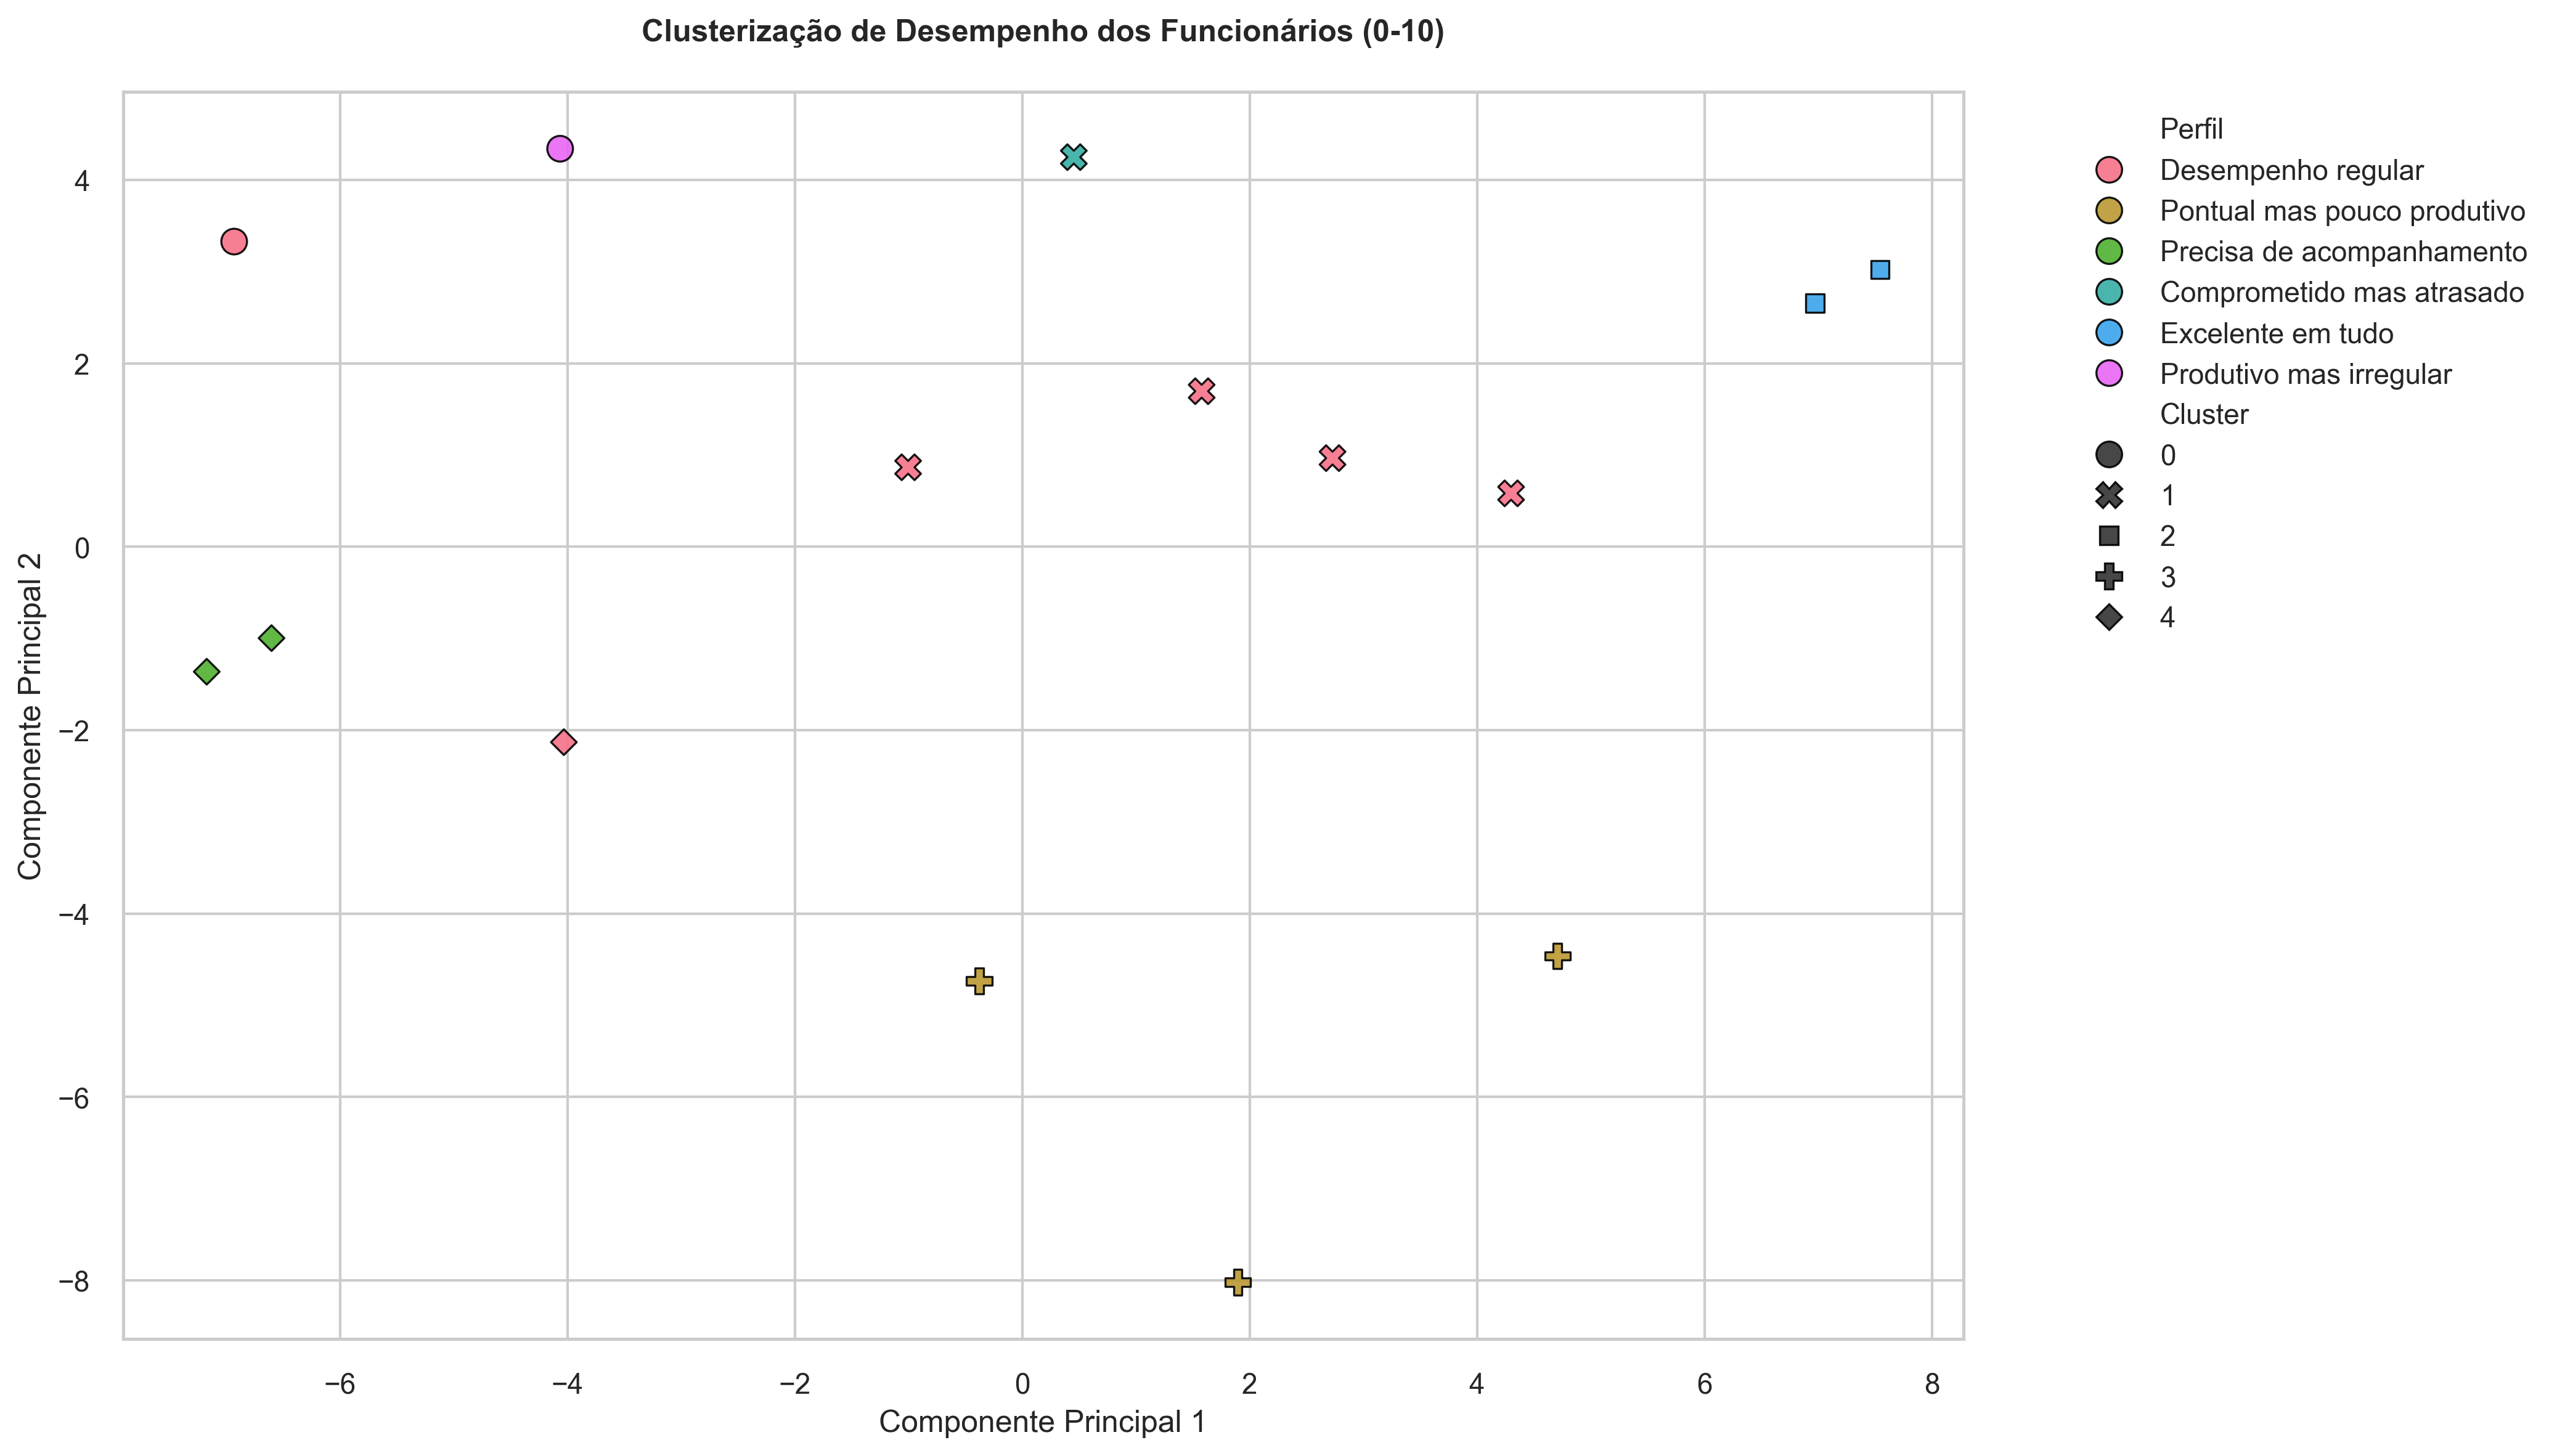 Clusterização de Desempenho dos Funcionários (0-10)
Perfil
Desempenho regular
Pontual mas pouco produtivo
Precisa de acompanhamento
Comprometido mas atrasado
Excelente em tudo
Produtivo mas irregular
Cluster
0
1
2
3
4
Componente Principal 2
4
2
0
−2
−4
−6
−8
−6
−4
−2
0
2
4
6
8
Componente Principal 1